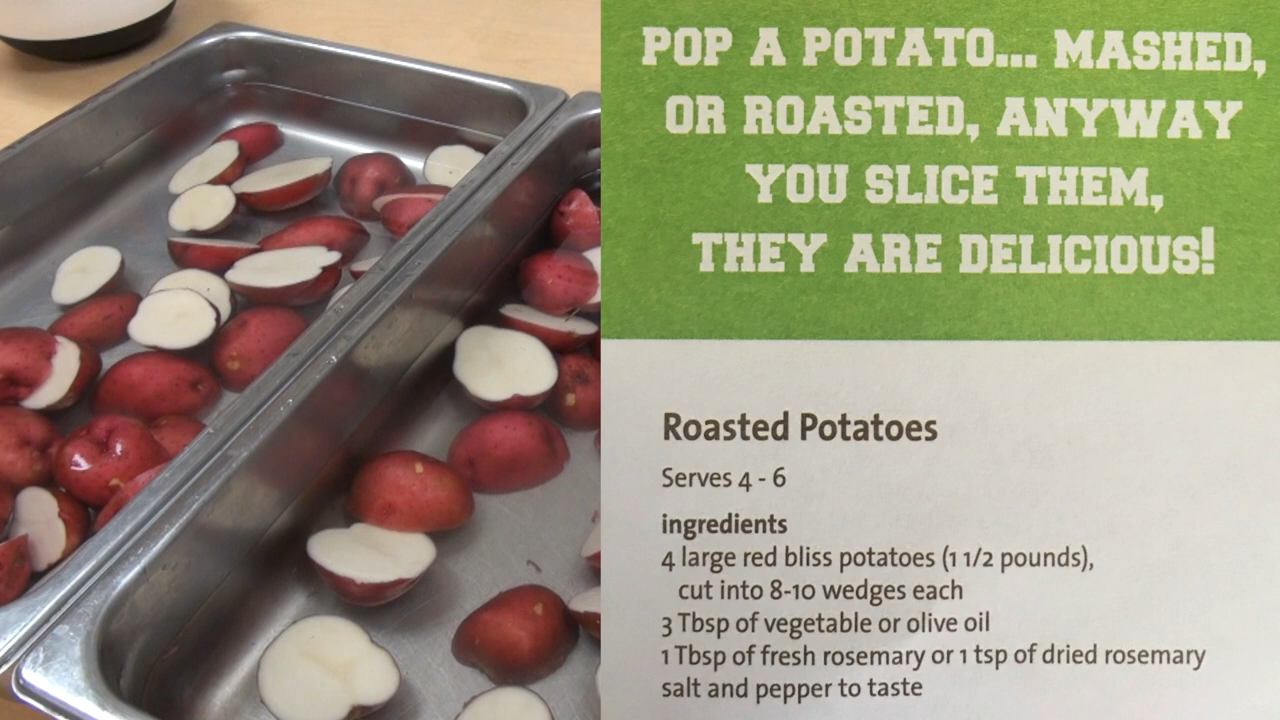 POP A POTATO... MASHED,
OR ROASTED, ANYWAY
YOU SLICE THEM,
THEY ARE DELICIOUS!
Roasted Potatoes
Serves 4 - 6
ingredients
4 large red bliss potatoes (1 1/2 pounds),
cut into 8-10 wedges each
3 Tbsp of vegetable or olive oil
1 Tbsp of fresh rosemary or 1 tsp of dried rosemary
salt and pepper to taste